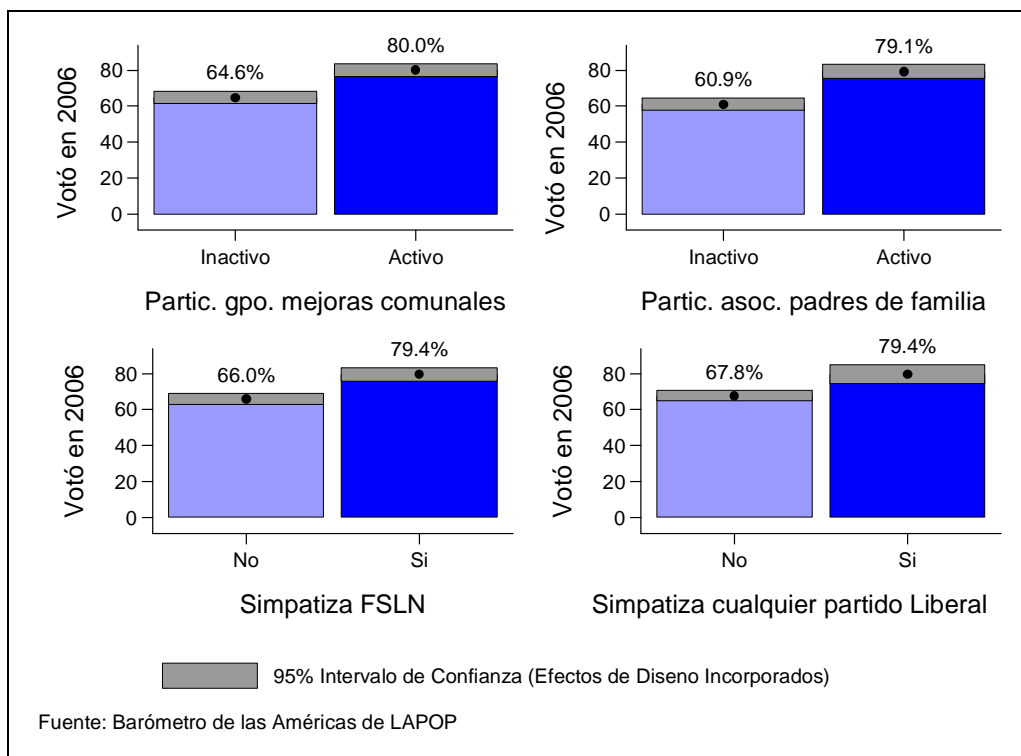 Votó en 2006
80
60
40
20
0
64.6%
80.0%
Inactivo
Activo
Partic. gpo. mejoras comunales
Votó en 2006
80
60
40
20
0
60.9%
79.1%
Inactivo
Activo
Partic. asoc. padres de familia
Votó en 2006
80
60
40
20
0
66.0%
79.4%
No
Si
Simpatiza FSLN
Votó en 2006
80
60
40
20
0
67.8%
79.4%
No
Si
Simpatiza cualquier partido Liberal
95% Intervalo de Confianza (Efectos de Diseno Incorporados)
Fuente: Barómetro de las Américas de LAPOP